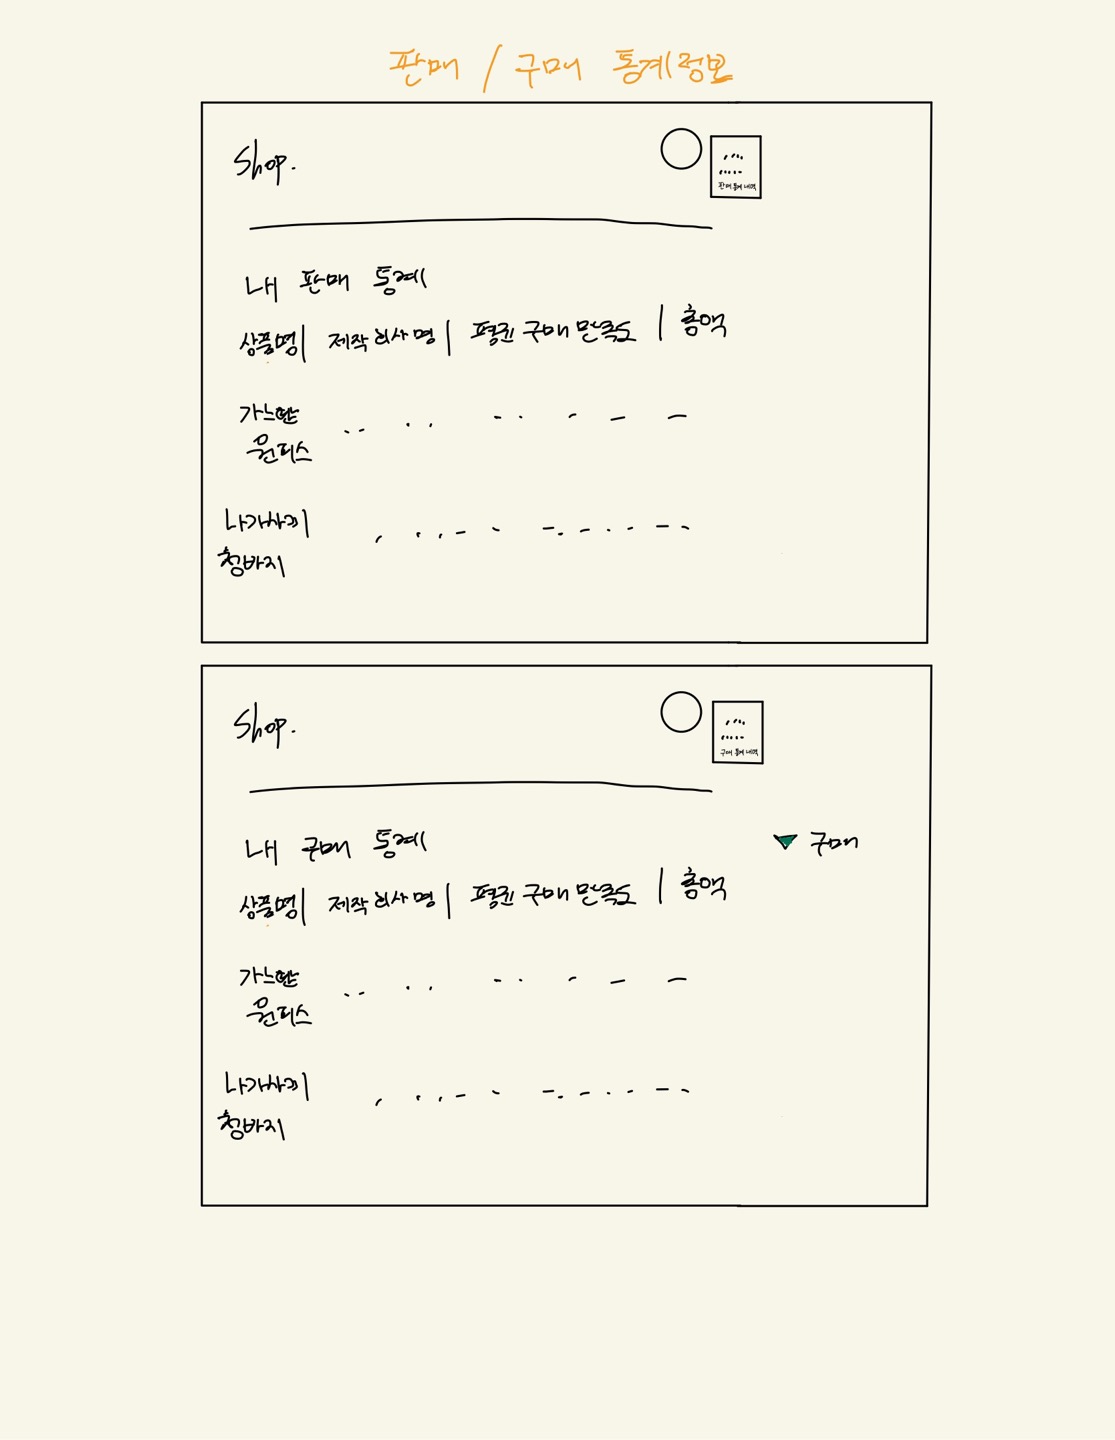 판매 / 구매 통계정보
Shop.
판매 통계 내역
내 판매 통계
상품명| 제작 회사명| 평균 구매 만족도 | 총액
가느란
원피스
나가사끼
청바지
Shop.
구매 통계 내역
내 구매 통계
▼ 구매
상품명| 제작 회사명| 평균 구매 만족도 | 총액
가느란
원피스
나가사끼
청바지